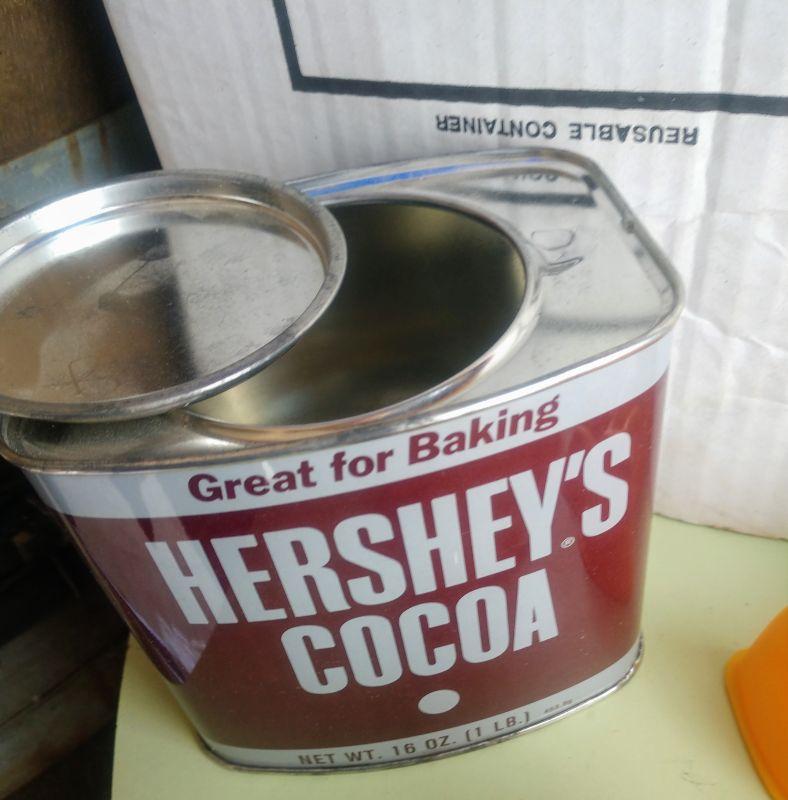 REUSABLE CONTAINER
Great for Baking
HERSHEY'S®
COCOA
NET WT. 16 OZ. (1 LB.)